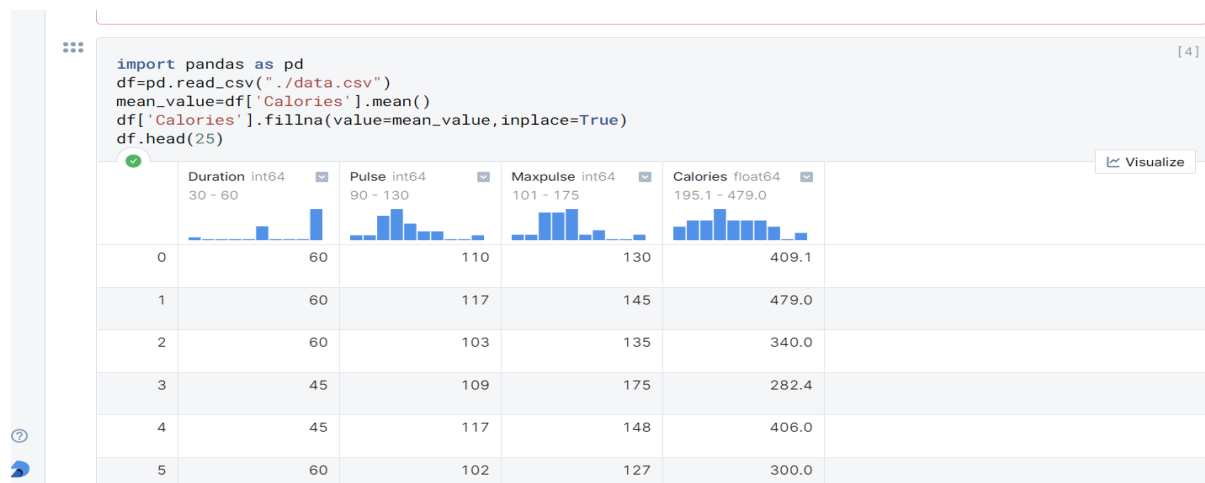 [4]
import pandas as pd
df=pd.read_csv("./data.csv")
mean_value=df['Calories'].mean()
df['Calories'].fillna(value=mean_value,inplace=True)
df.head(25)
Visualize
Duration int64 Pulse int64 Maxpulse int64 Calories float64
30 - 60 90 - 130 101 - 175 195.1 - 479.0
0 60 110 130 409.1
1 60 117 145 479.0
2 60 103 135 340.0
3 45 109 175 282.4
4 45 117 148 406.0
5 60 102 127 300.0
?